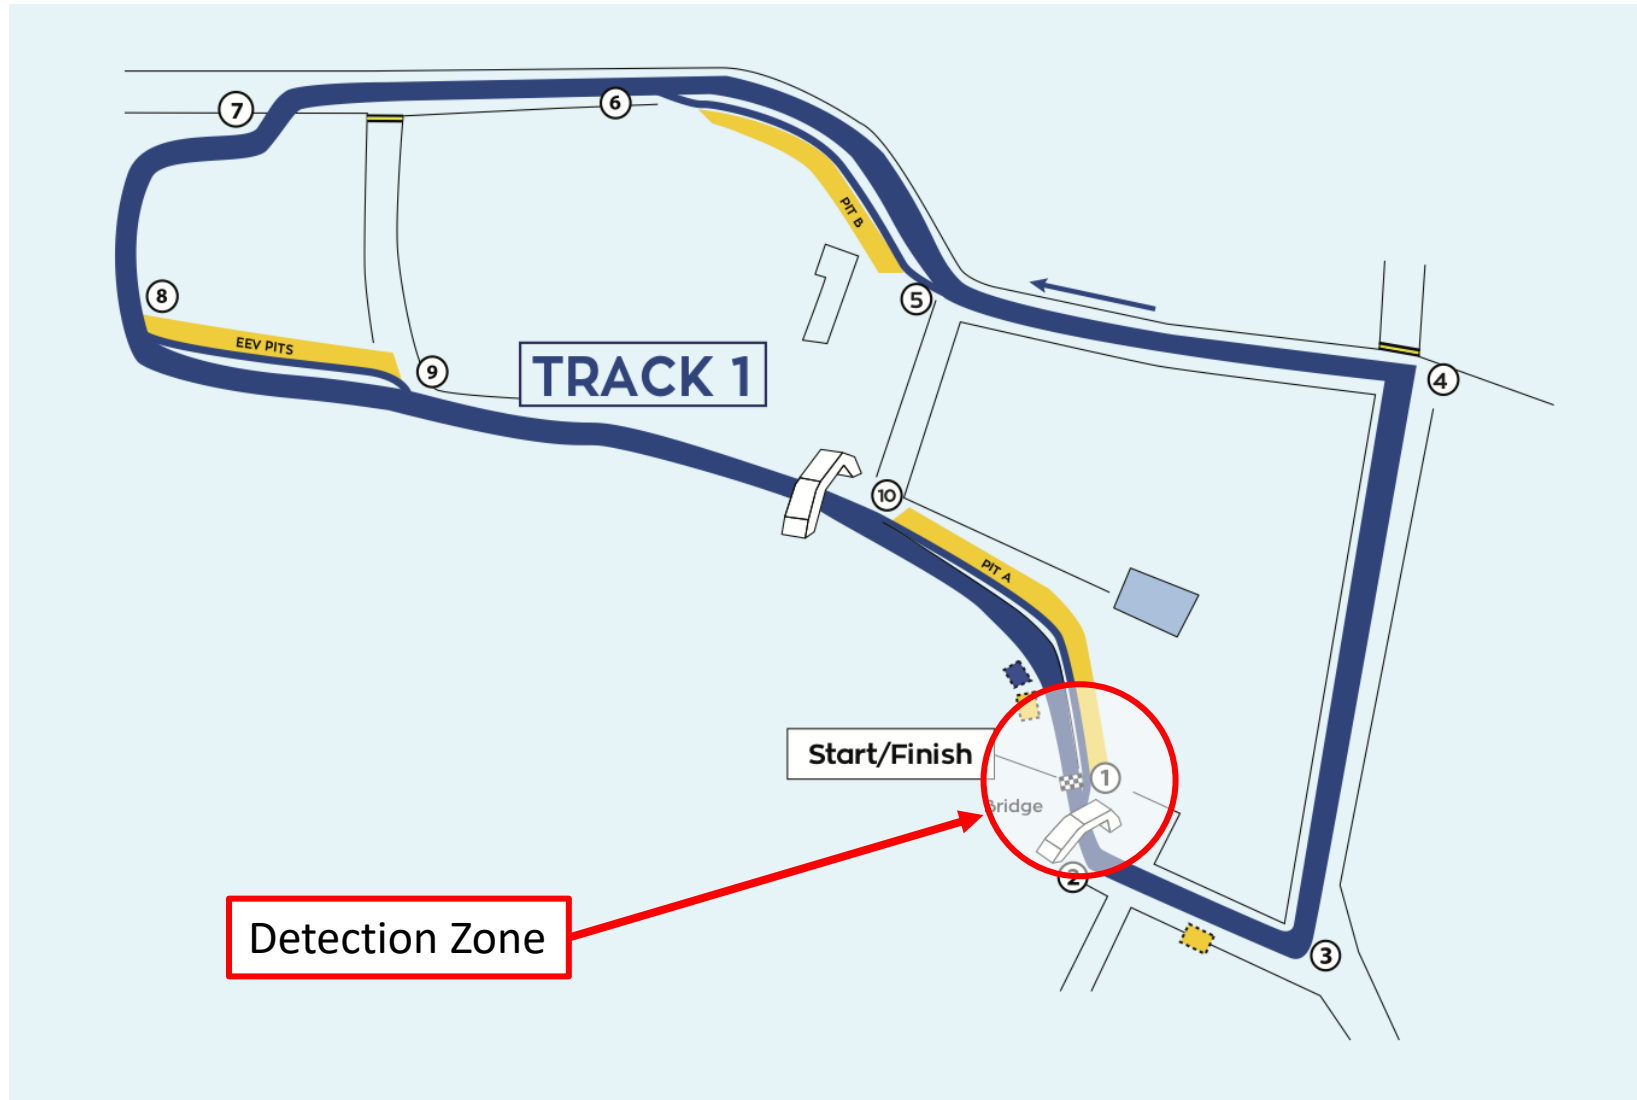 7
6
PIT B
8
EEV PITS
9
TRACK 1
5
4
10
PIT A
Start/Finish
1
Bridge
2
Detection Zone
3